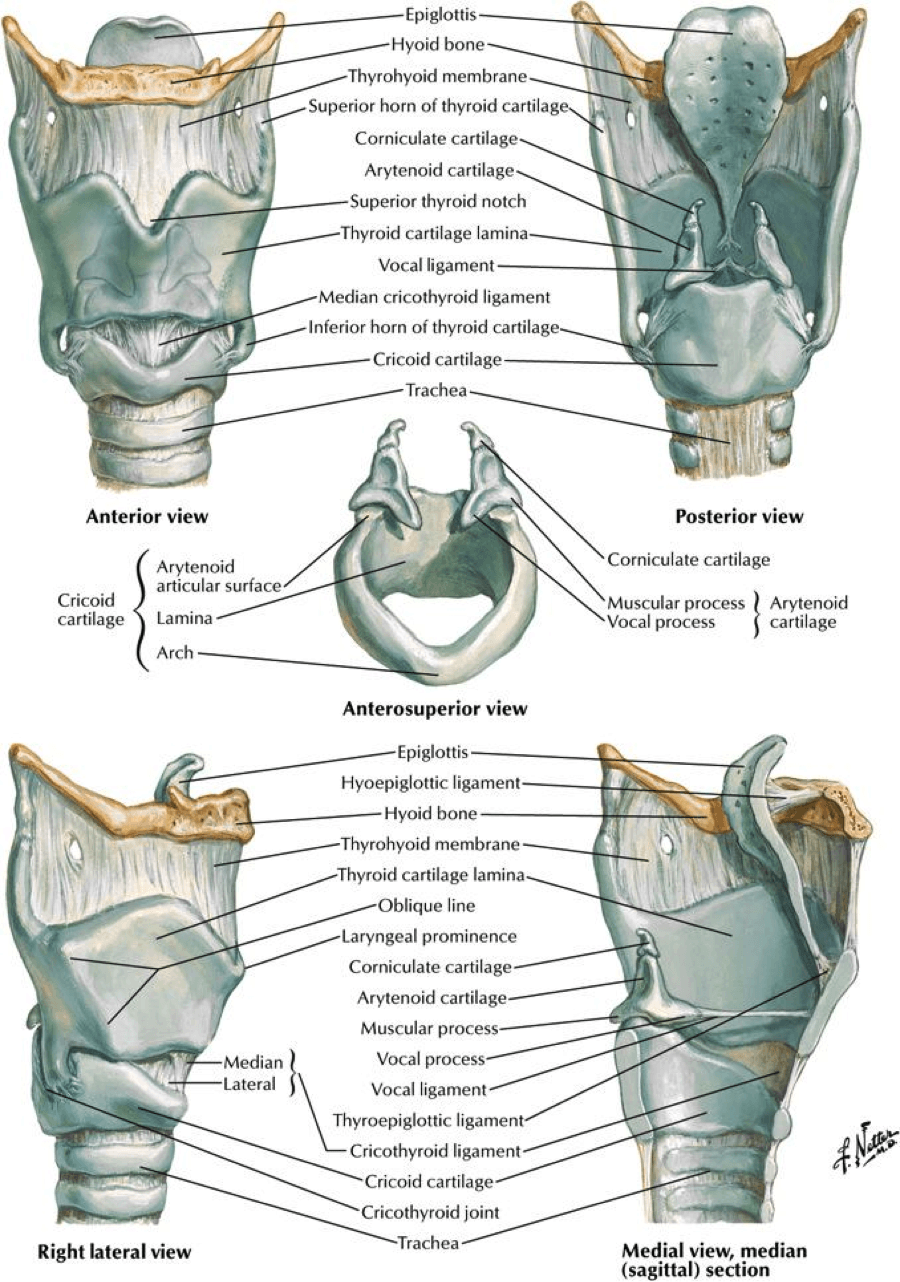 Epiglottis
Hyoid bone
Thyrohyoid membrane
Superior horn of thyroid cartilage
Corniculate cartilage
Arytenoid cartilage
Superior thyroid notch
Thyroid cartilage lamina
Vocal ligament
Median cricothyroid ligament
Inferior horn of thyroid cartilage
Cricoid cartilage
Trachea
Anterior view
Posterior view
Cricoid
cartilage
Arytenoid
articular surface
Lamina
Arch
Corniculate cartilage
Muscular process
Vocal process
Arytenoid
cartilage
Anterosuperior view
Epiglottis
Hyoepiglottic ligament
Hyoid bone
Thyrohyoid membrane
Thyroid cartilage lamina
Oblique line
Laryngeal prominence
Corniculate cartilage
Arytenoid cartilage
Muscular process
Vocal process
Vocal ligament
Thyroepiglottic ligament
Median
Lateral
Cricothyroid ligament
Cricoid cartilage
Cricothyroid joint
Trachea
Right lateral view
Medial view, median
(sagittal) section
F. Netter
M.D.